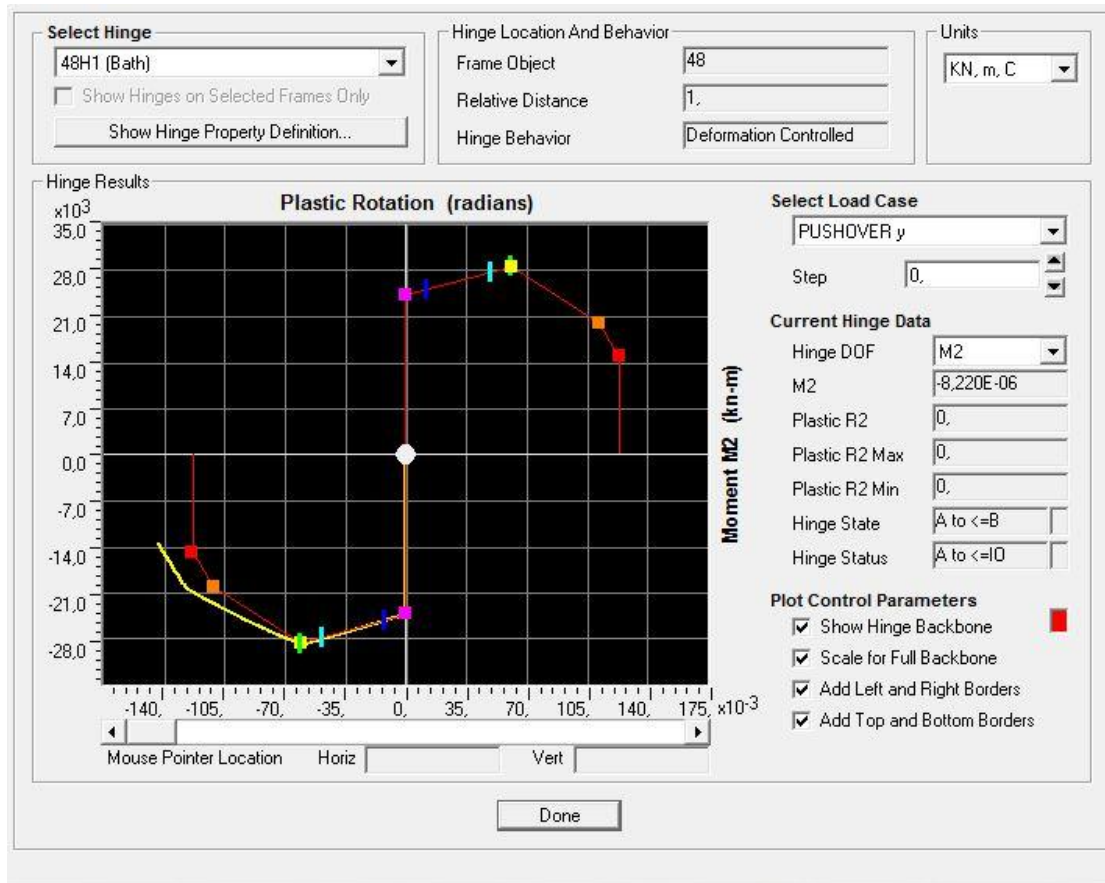 Select Hinge
48H1 (Bath)
Show Hinges on Selected Frames Only
Show Hinge Property Definition...
Hinge Location And Behavior
Frame Object 48
Relative Distance 1,
Hinge Behavior Deformation Controlled
Units
KN, m, C
Hinge Results
Plastic Rotation (radians)
x10 3
35,0
28,0
21,0
14,0
7,0
0,0
-7,0
-14,0
-21,0
-28,0
-140, -105, -70, -35, 0, 35, 70, 105, 140, 175, x10 -3
Moment M2 (kn-m)
Mouse Pointer Location Horiz Vert
Select Load Case
PUSHOVER y
Step 0,
Current Hinge Data
Hinge DOF M2
M2 -8,220E-06
Plastic R2 0,
Plastic R2 Max 0,
Plastic R2 Min 0,
Hinge State A to <=B
Hinge Status A to <=IO
Plot Control Parameters
Show Hinge Backbone
Scale for Full Backbone
Add Left and Right Borders
Add Top and Bottom Borders
Done